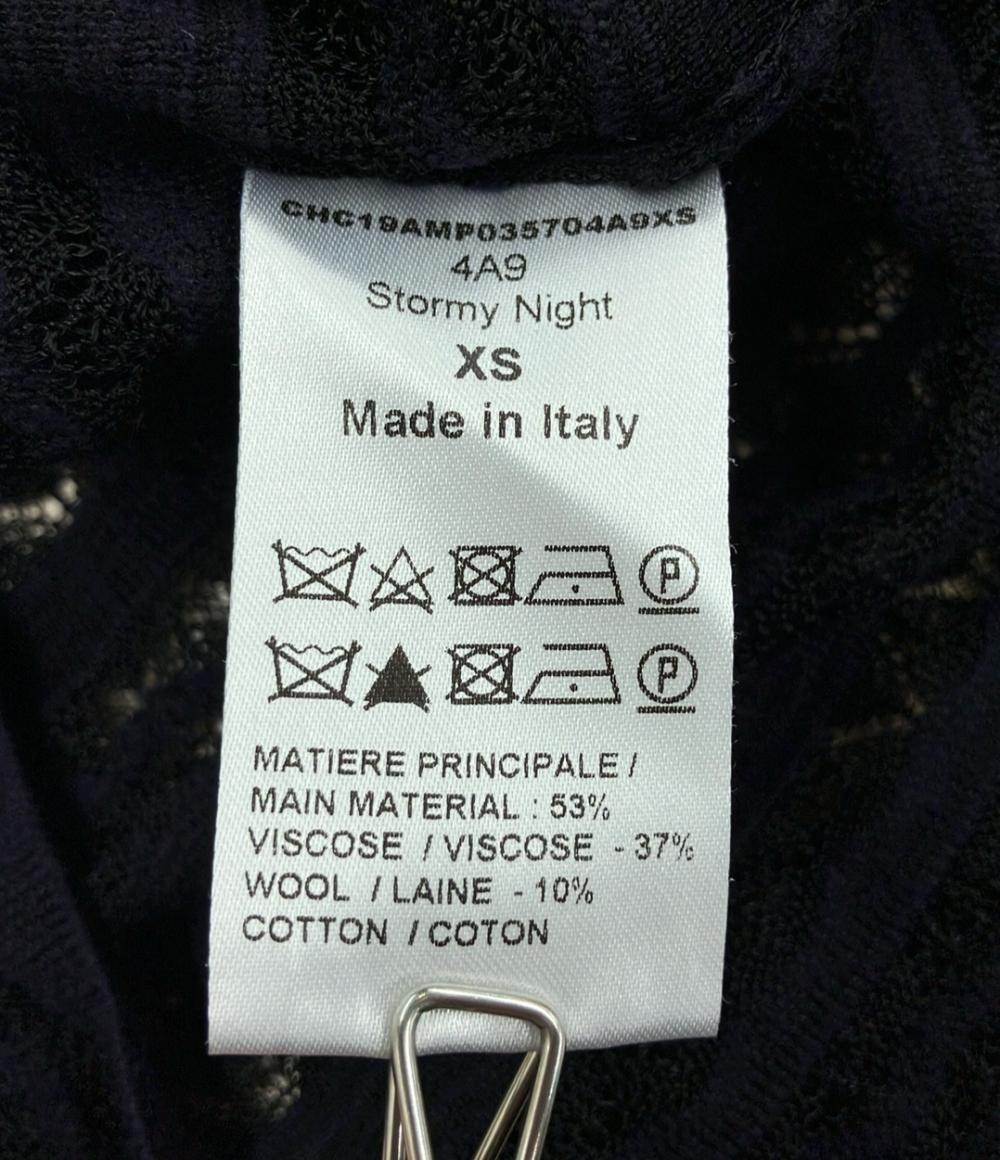 CHC19AMP035704A9XS
4A9
Stormy Night
XS
Made in Italy
P
P
MATIERE PRINCIPALE /
MAIN MATERIAL : 53%
VISCOSE / VISCOSE - 37%
WOOL / LAINE - 10%
COTTON / COTON